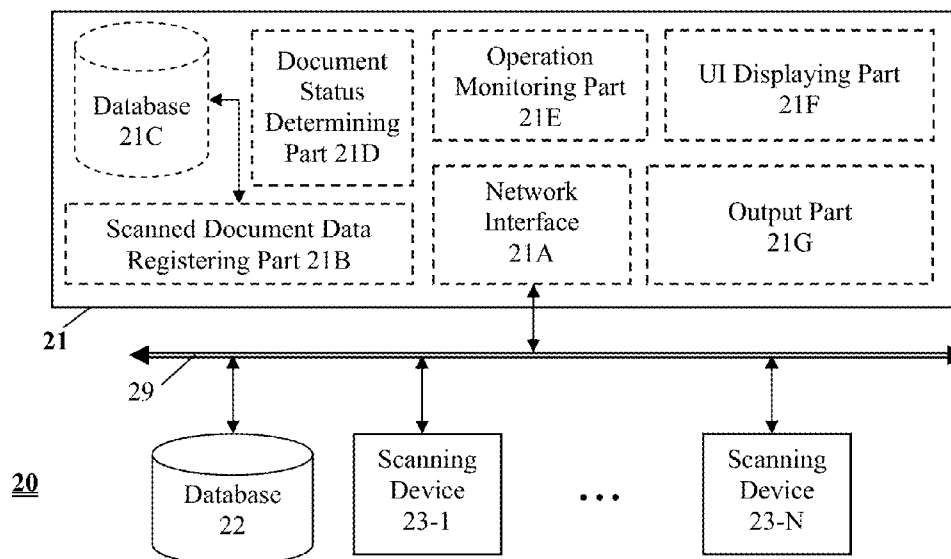 Database
21C
Document
Status
Determining
Part 21D
Operation
Monitoring Part
21E
UI Displaying Part
21F
Scanned Document Data
Registering Part 21B
Network
Interface
21A
Output Part
21G
21
29
20
Database
22
Scanning
Device
23-1
• • •
Scanning
Device
23-N